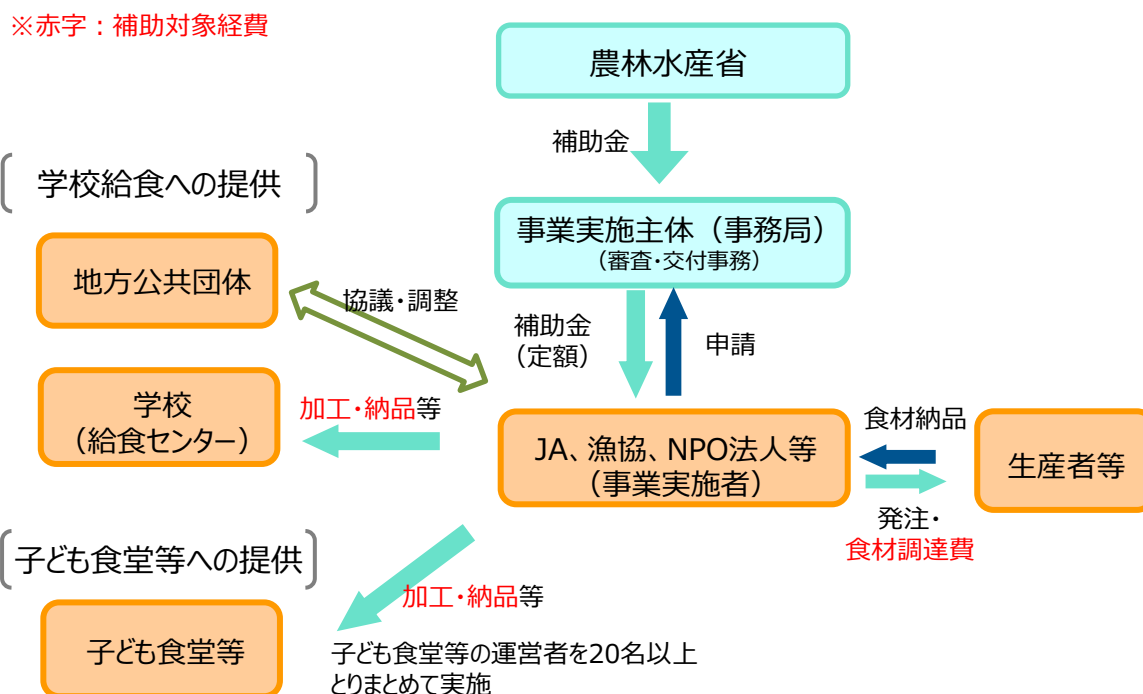 ※赤字：補助対象経費
農林水産省
補助金
学校給食への提供
事業実施主体（事務局）
（審査・交付事務）
地方公共団体
協議・調整
補助金
（定額）
申請
学校
（給食センター）
加工・納品等
JA、漁協、NPO法人等
（事業実施者）
食材納品
生産者等
発注・
食材調達費
子ども食堂等への提供
加工・納品等
子ども食堂等
子ども食堂等の運営者を20名以上
とりまとめて実施